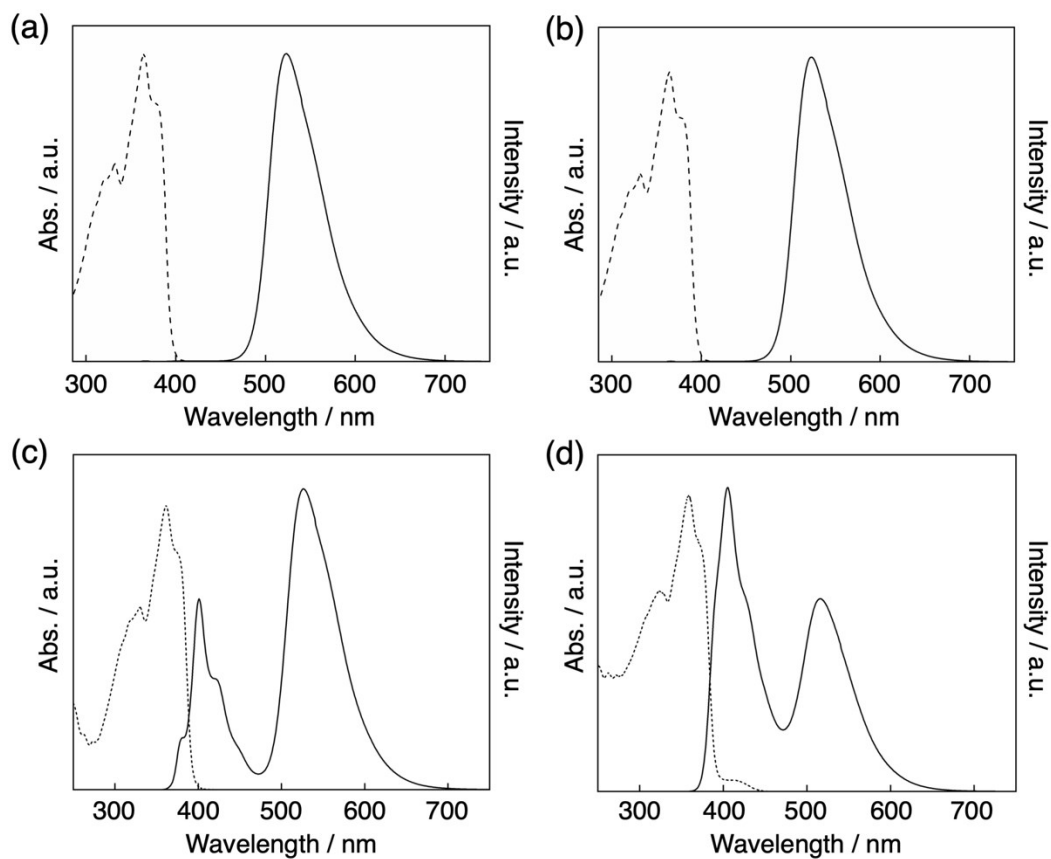 (a)
Abs. / a.u.
Intensity / a.u.
300 400 500 600 700
Wavelength / nm
(b)
Abs. / a.u.
Intensity / a.u.
300 400 500 600 700
Wavelength / nm
(c)
Abs. / a.u.
Intensity / a.u.
300 400 500 600 700
Wavelength / nm
(d)
Abs. / a.u.
Intensity / a.u.
300 400 500 600 700
Wavelength / nm